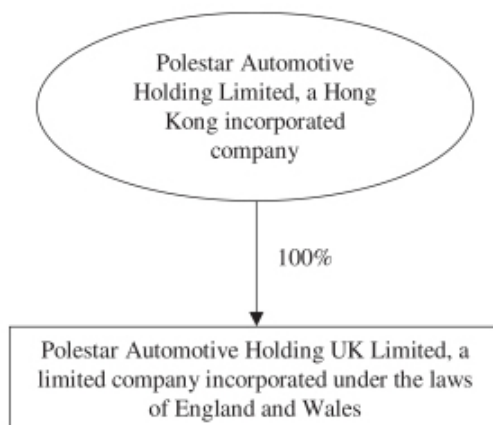 Polestar Automotive
Holding Limited, a Hong
Kong incorporated
company
100%
Polestar Automotive Holding UK Limited, a
limited company incorporated under the laws
of England and Wales